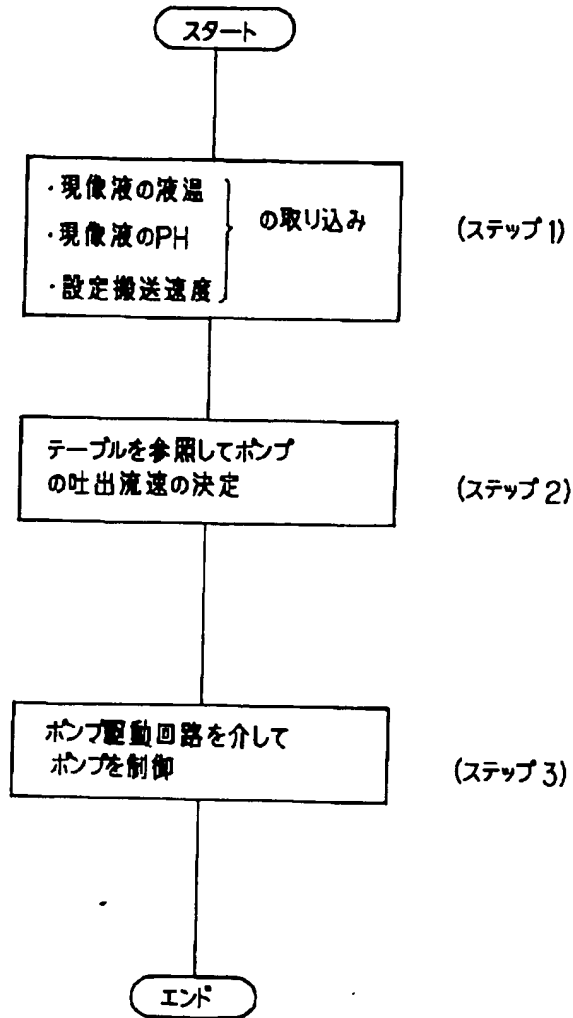 スタート
・現像液の液温
・現像液のPH
・設定搬送速度
の取り込み
(ステップ1)
テーブルを参照してポンプ
の吐出流速の決定
(ステップ2)
ポンプ駆動回路を介して
ポンプを制御
(ステップ3)
エンド